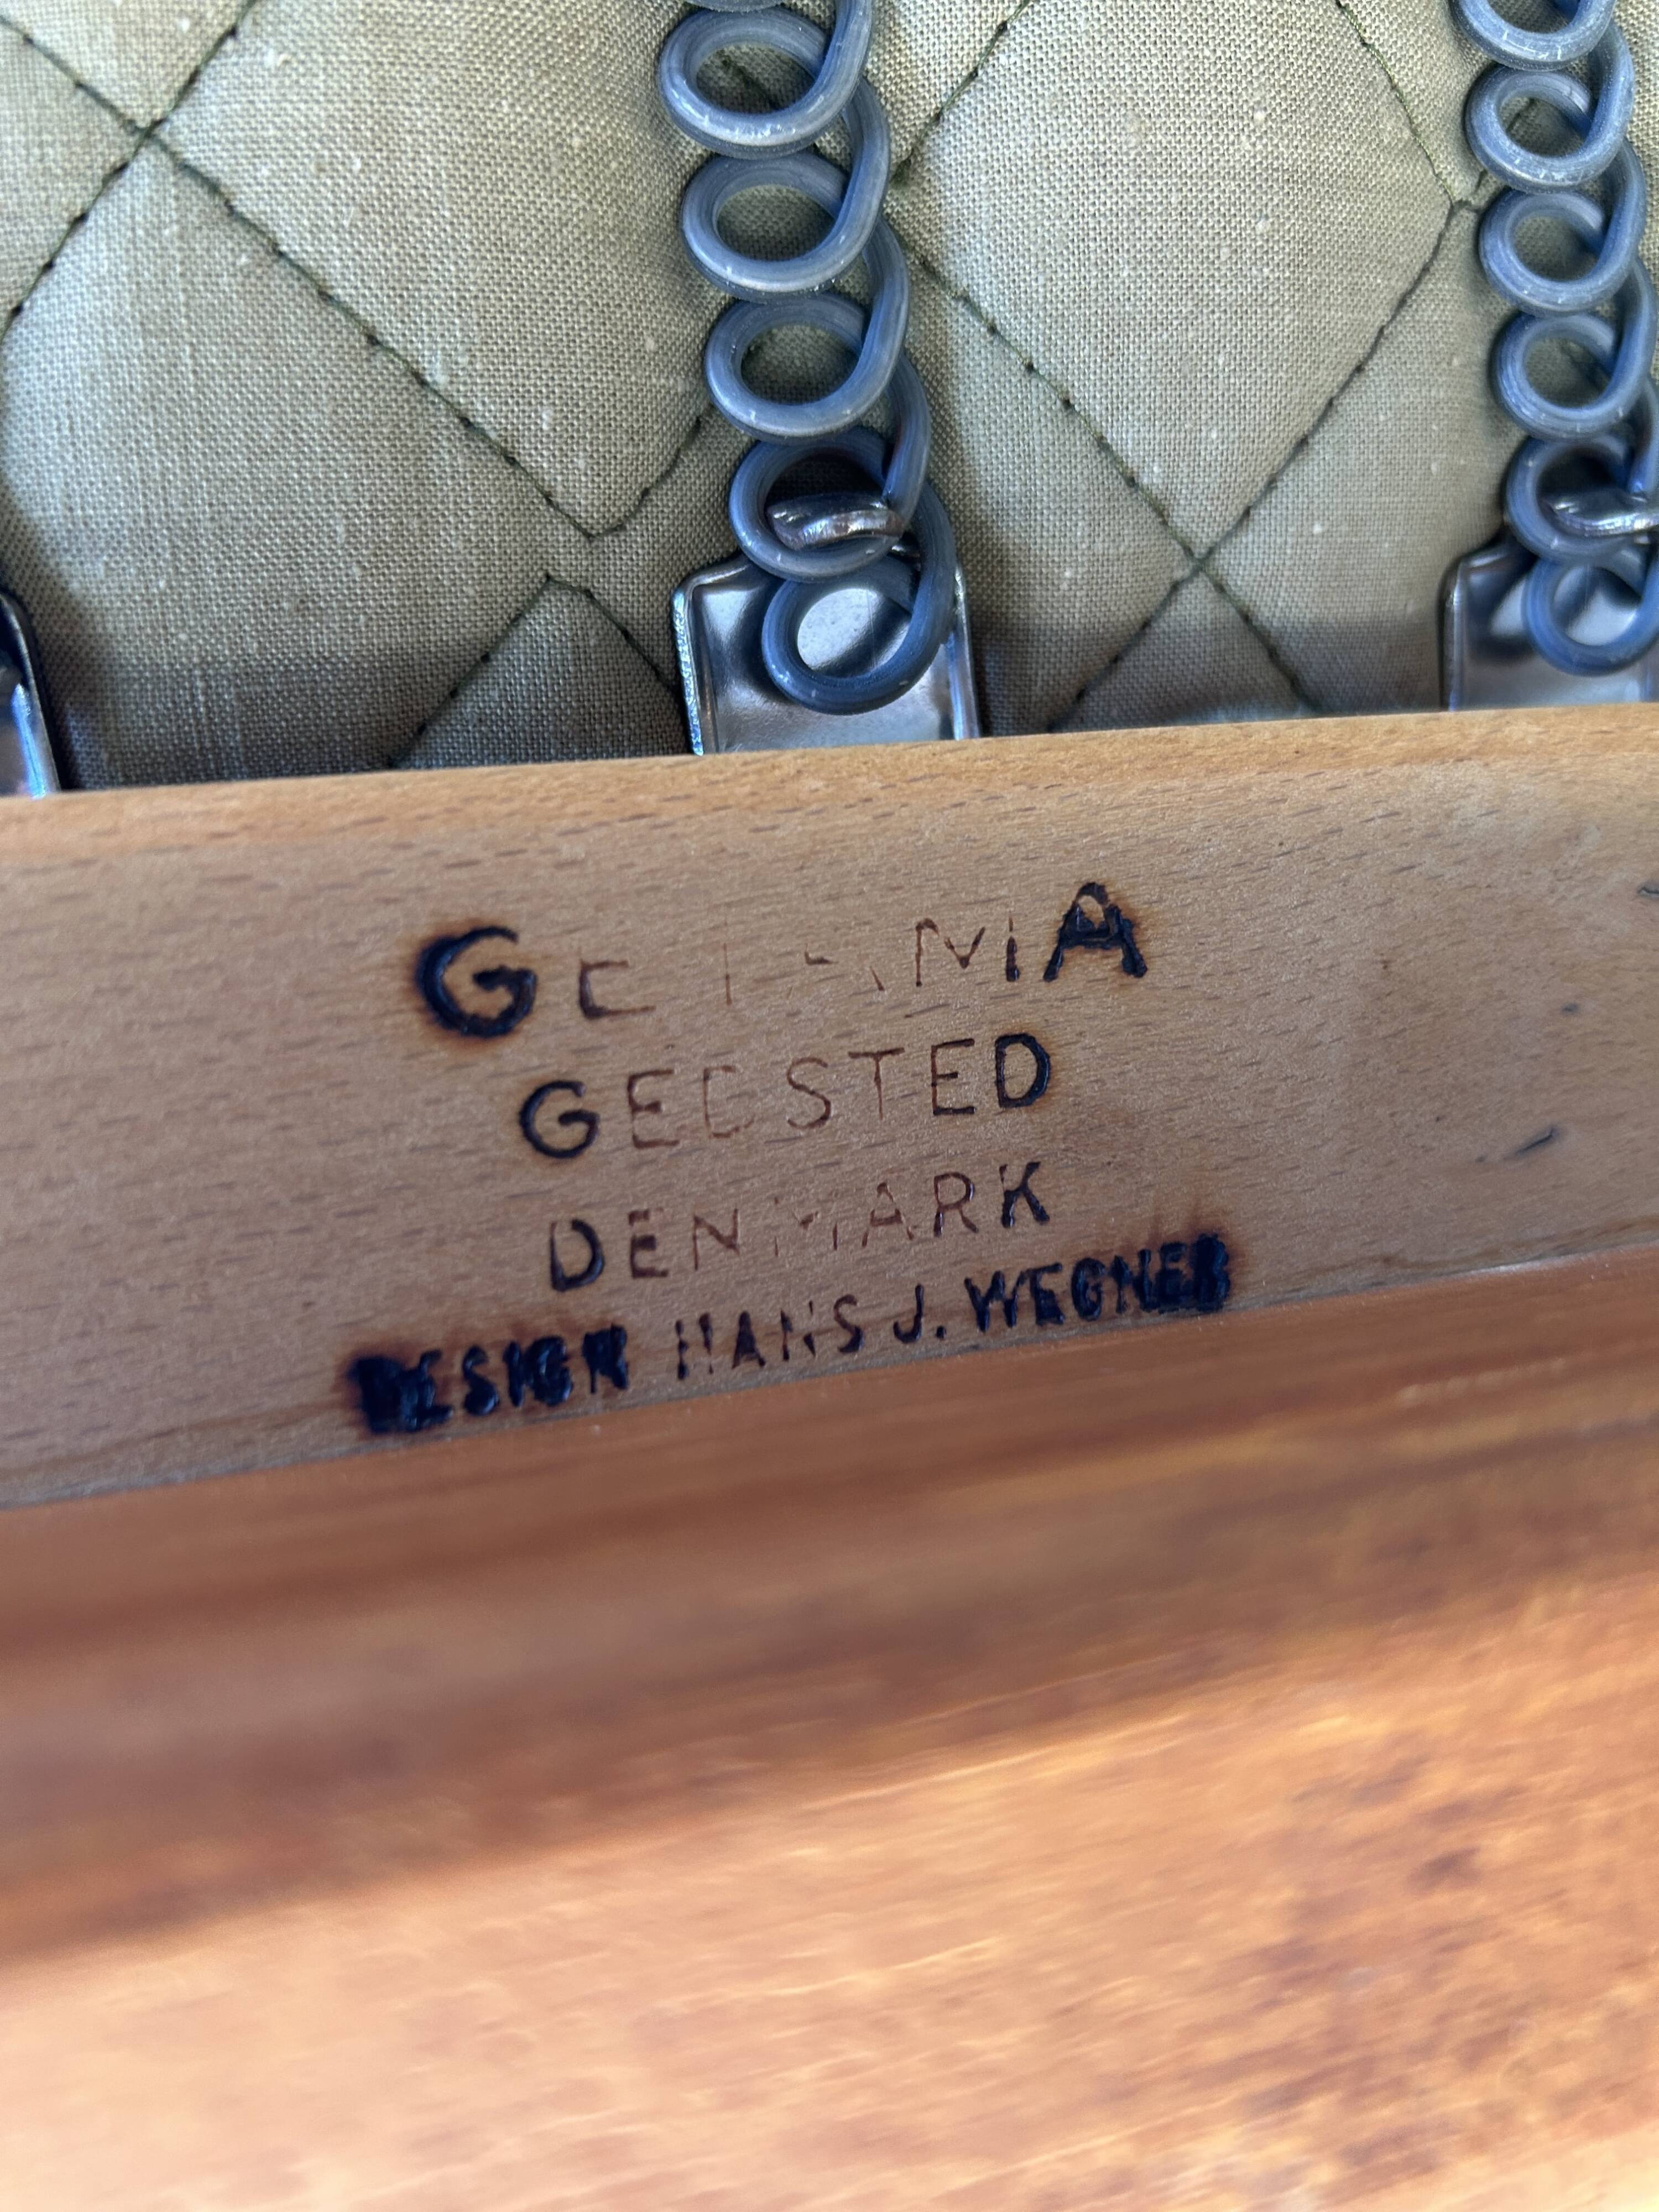 GETAMA
GEDSTED
DENMARK
DESIGN HANS J. WEGNER